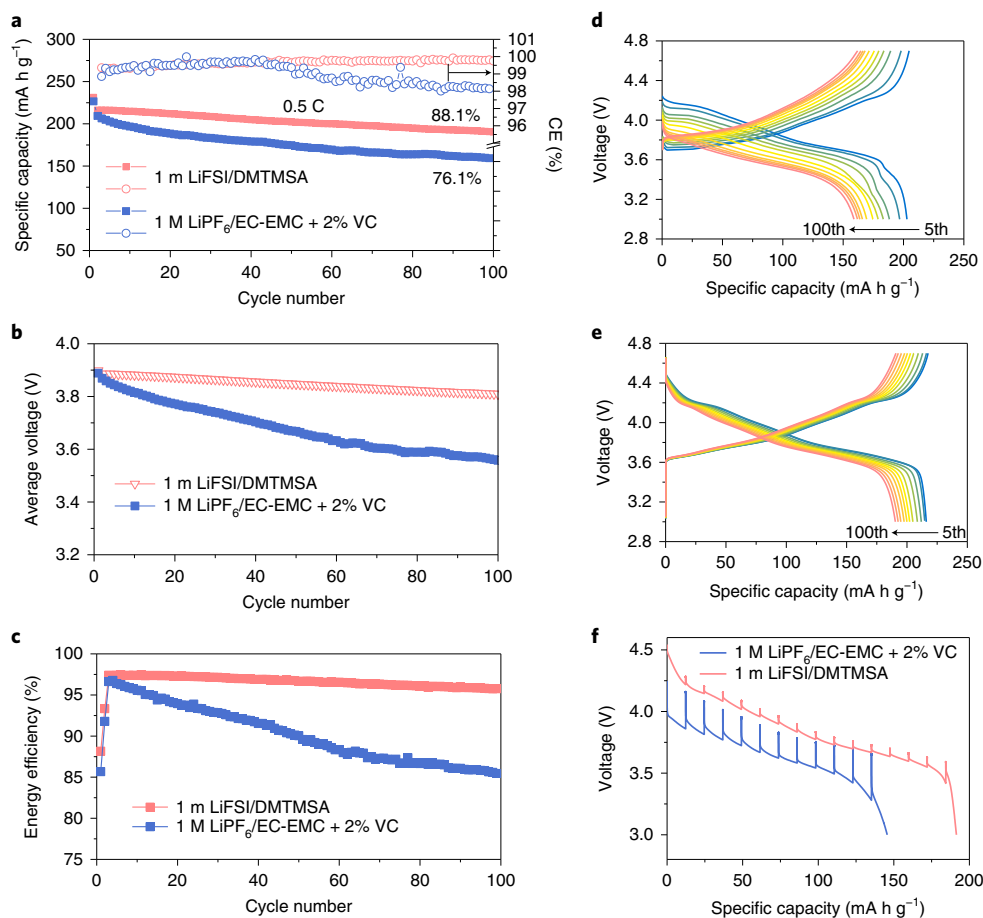 a
300
250
200
150
100
50
Specific capacity (mA h g⁻¹)
0.5 C
88.1%
76.1%
1 m LiFSI/DMTMSA
1 M LiPF₆/EC-EMC + 2% VC
101
100
99
98
97
96
CE (%)
0 20 40 60 80 100
Cycle number
b
4.0
3.8
3.6
3.4
3.2
Average voltage (V)
1 m LiFSI/DMTMSA
1 M LiPF₆/EC-EMC + 2% VC
0 20 40 60 80 100
Cycle number
c
100
95
90
85
80
75
Energy efficiency (%)
1 m LiFSI/DMTMSA
1 M LiPF₆/EC-EMC + 2% VC
0 20 40 60 80 100
Cycle number
d
4.8
4.4
4.0
3.6
3.2
2.8
Voltage (V)
100th 5th
0 50 100 150 200 250
Specific capacity (mA h g⁻¹)
e
4.8
4.4
4.0
3.6
3.2
2.8
Voltage (V)
100th 5th
0 50 100 150 200 250
Specific capacity (mA h g⁻¹)
f
1 M LiPF₆/EC-EMC + 2% VC
1 m LiFSI/DMTMSA
4.5
4.0
3.5
3.0
Voltage (V)
0 50 100 150 200
Specific capacity (mA h g⁻¹)